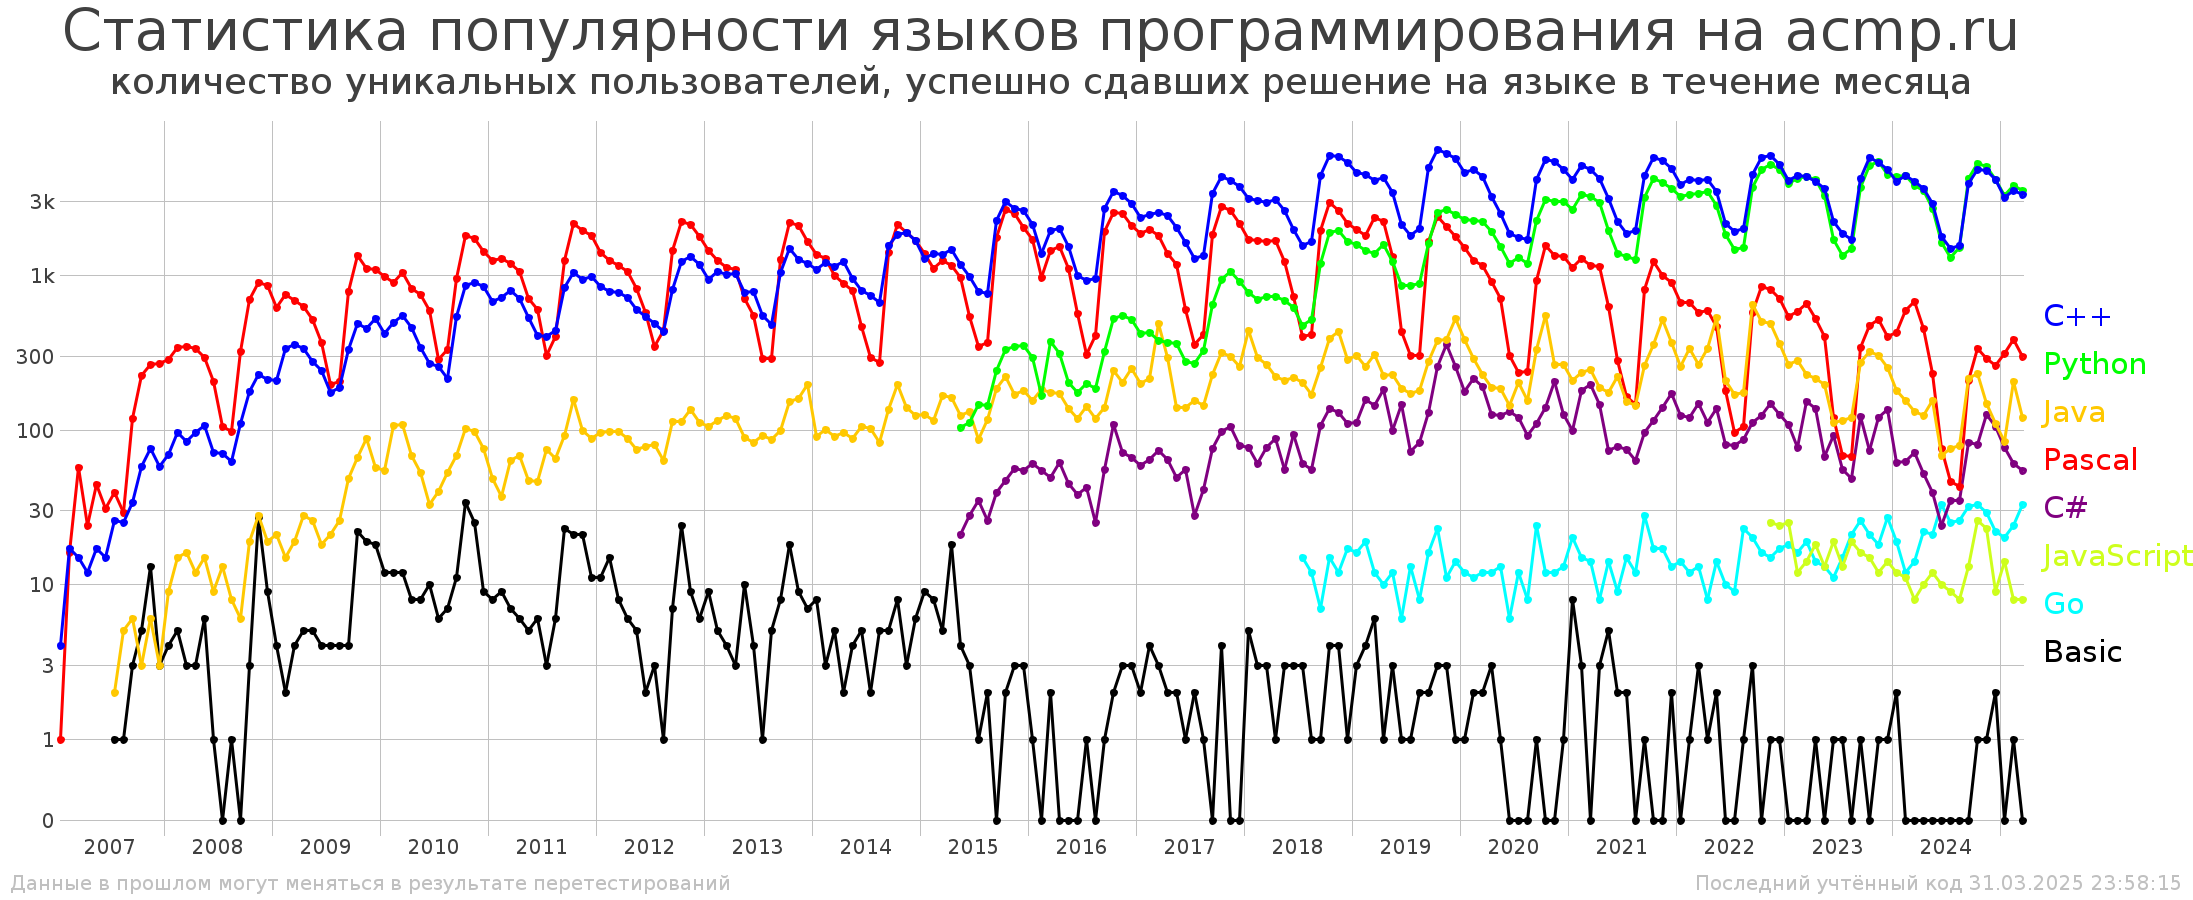 Статистика популярности языков программирования на acmp.ru
количество уникальных пользователей, успешно сдавших решение на языке в течение месяца
3k
1k
300
100
30
10
3
1
0
C++
Python
Java
Pascal
C#
JavaScript
Go
Basic
2007 2008 2009 2010 2011 2012 2013 2014 2015 2016 2017 2018 2019 2020 2021 2022 2023 2024
Данные в прошлом могут меняться в результате перетестирований
Последний учтённый код 31.03.2025 23:58:15